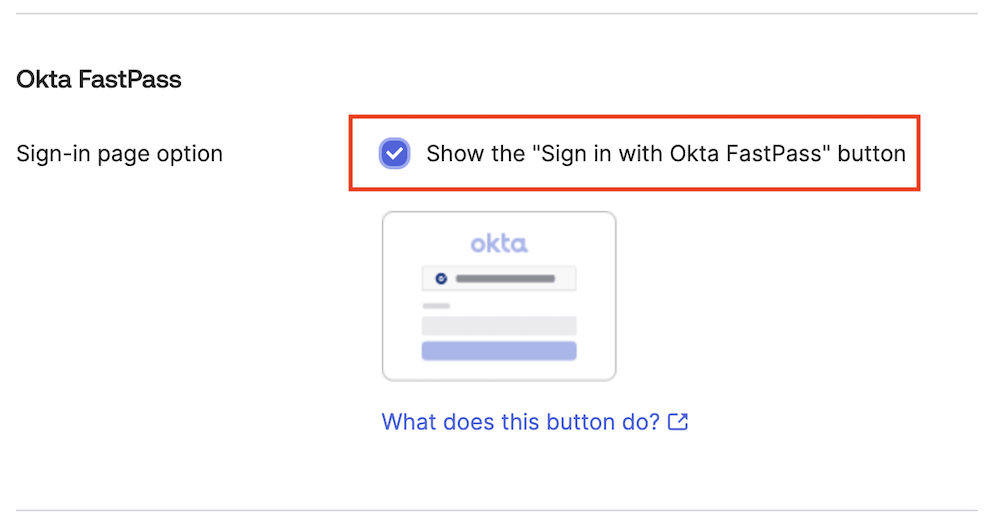 Okta FastPass
Sign-in page option
Show the "Sign in with Okta FastPass" button
okta
What does this button do?